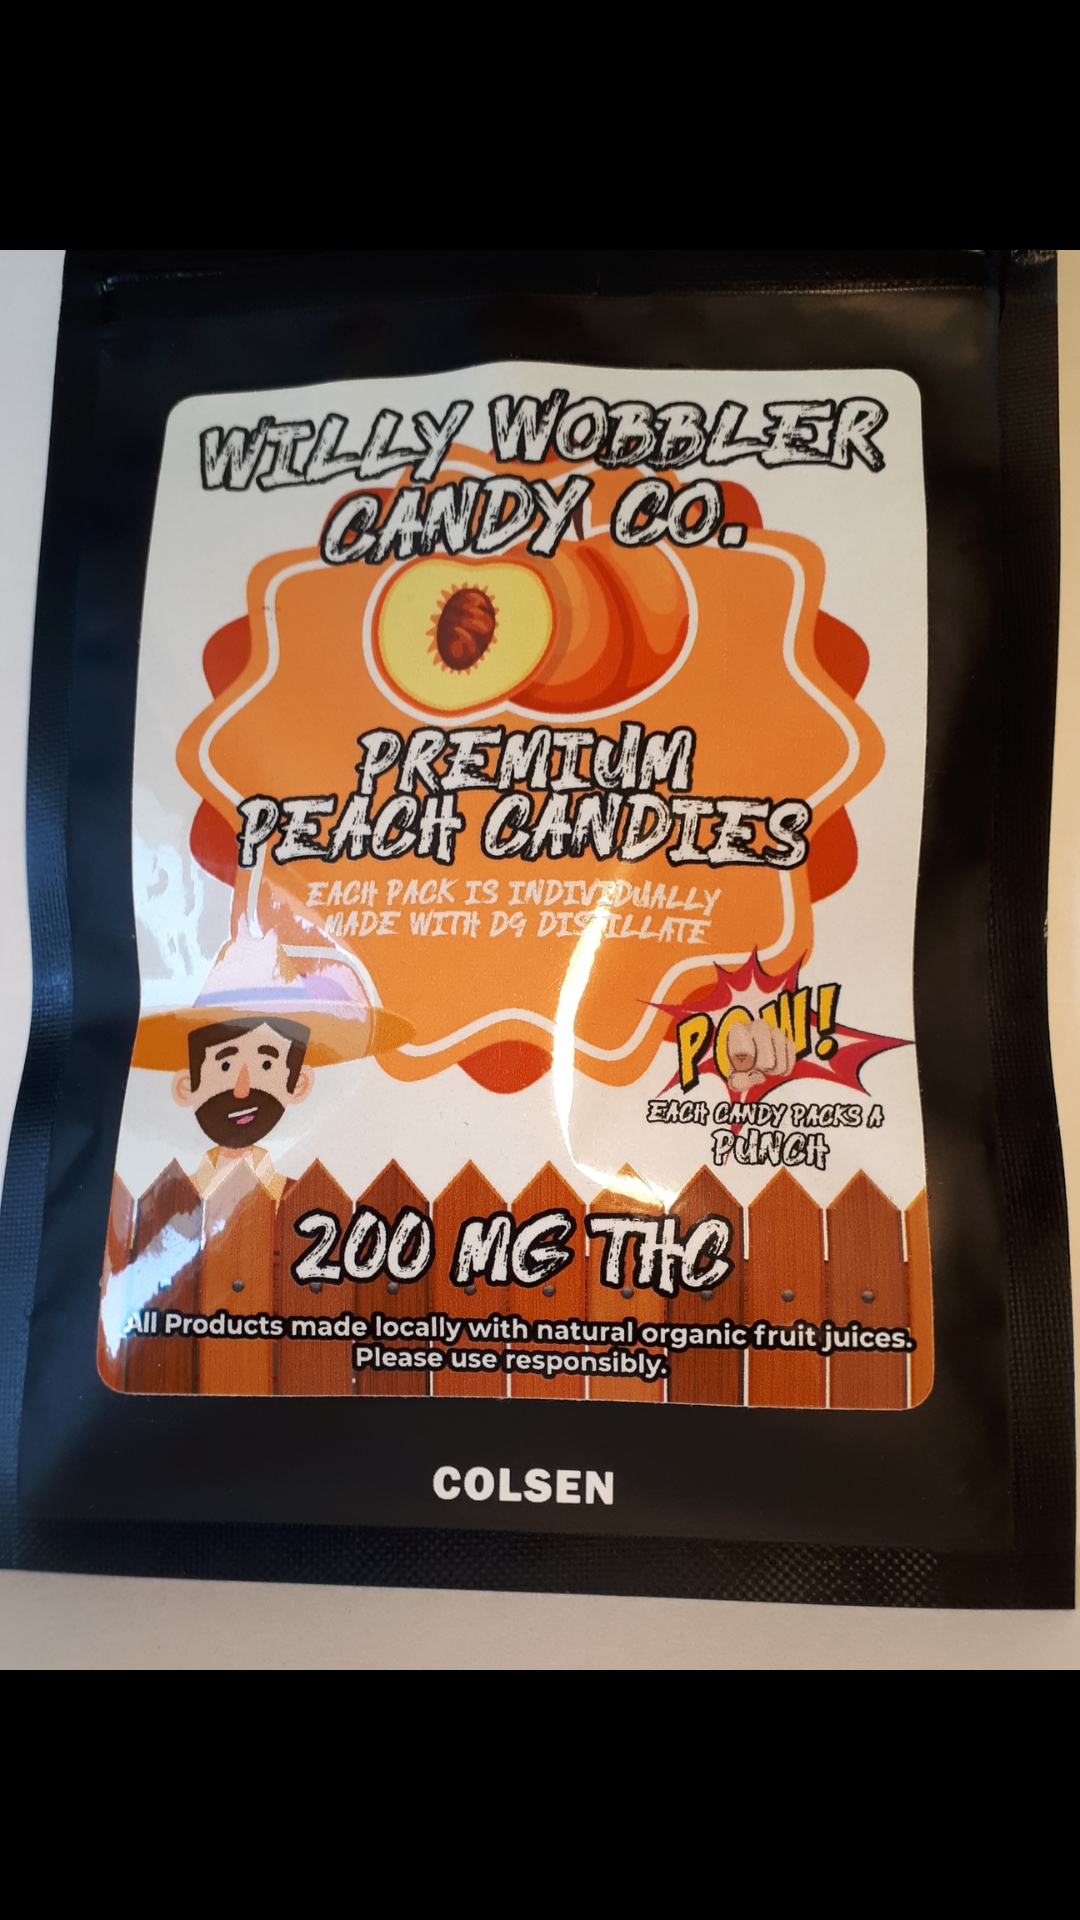 WILLY WOBBLER
CANDY CO.
PREMIUM
PEACH CANDIES
EACH PACK IS INDIVIDUALLY
MADE WITH D9 DISTILLATE
POW!
EACH CANDY PACKS A
PUNCH
200 MG THC
All Products made locally with natural organic fruit juices.
Please use responsibly.
COLSEN